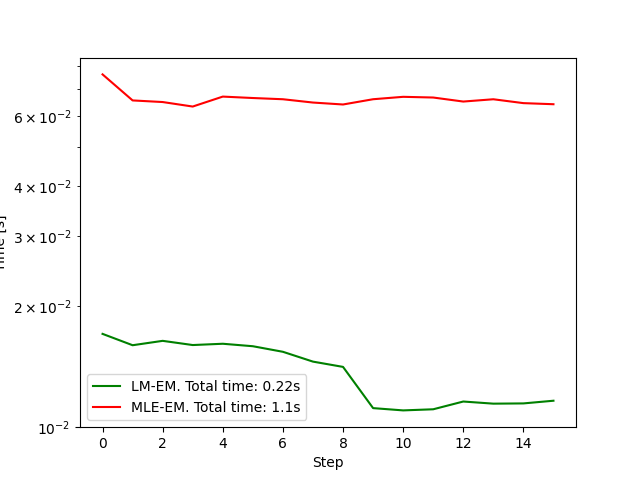 6 × 10⁻²
4 × 10⁻²
3 × 10⁻²
2 × 10⁻²
10⁻²
LM-EM. Total time: 0.22s
MLE-EM. Total time: 1.1s
0 2 4 6 8 10 12 14
Step
[s]